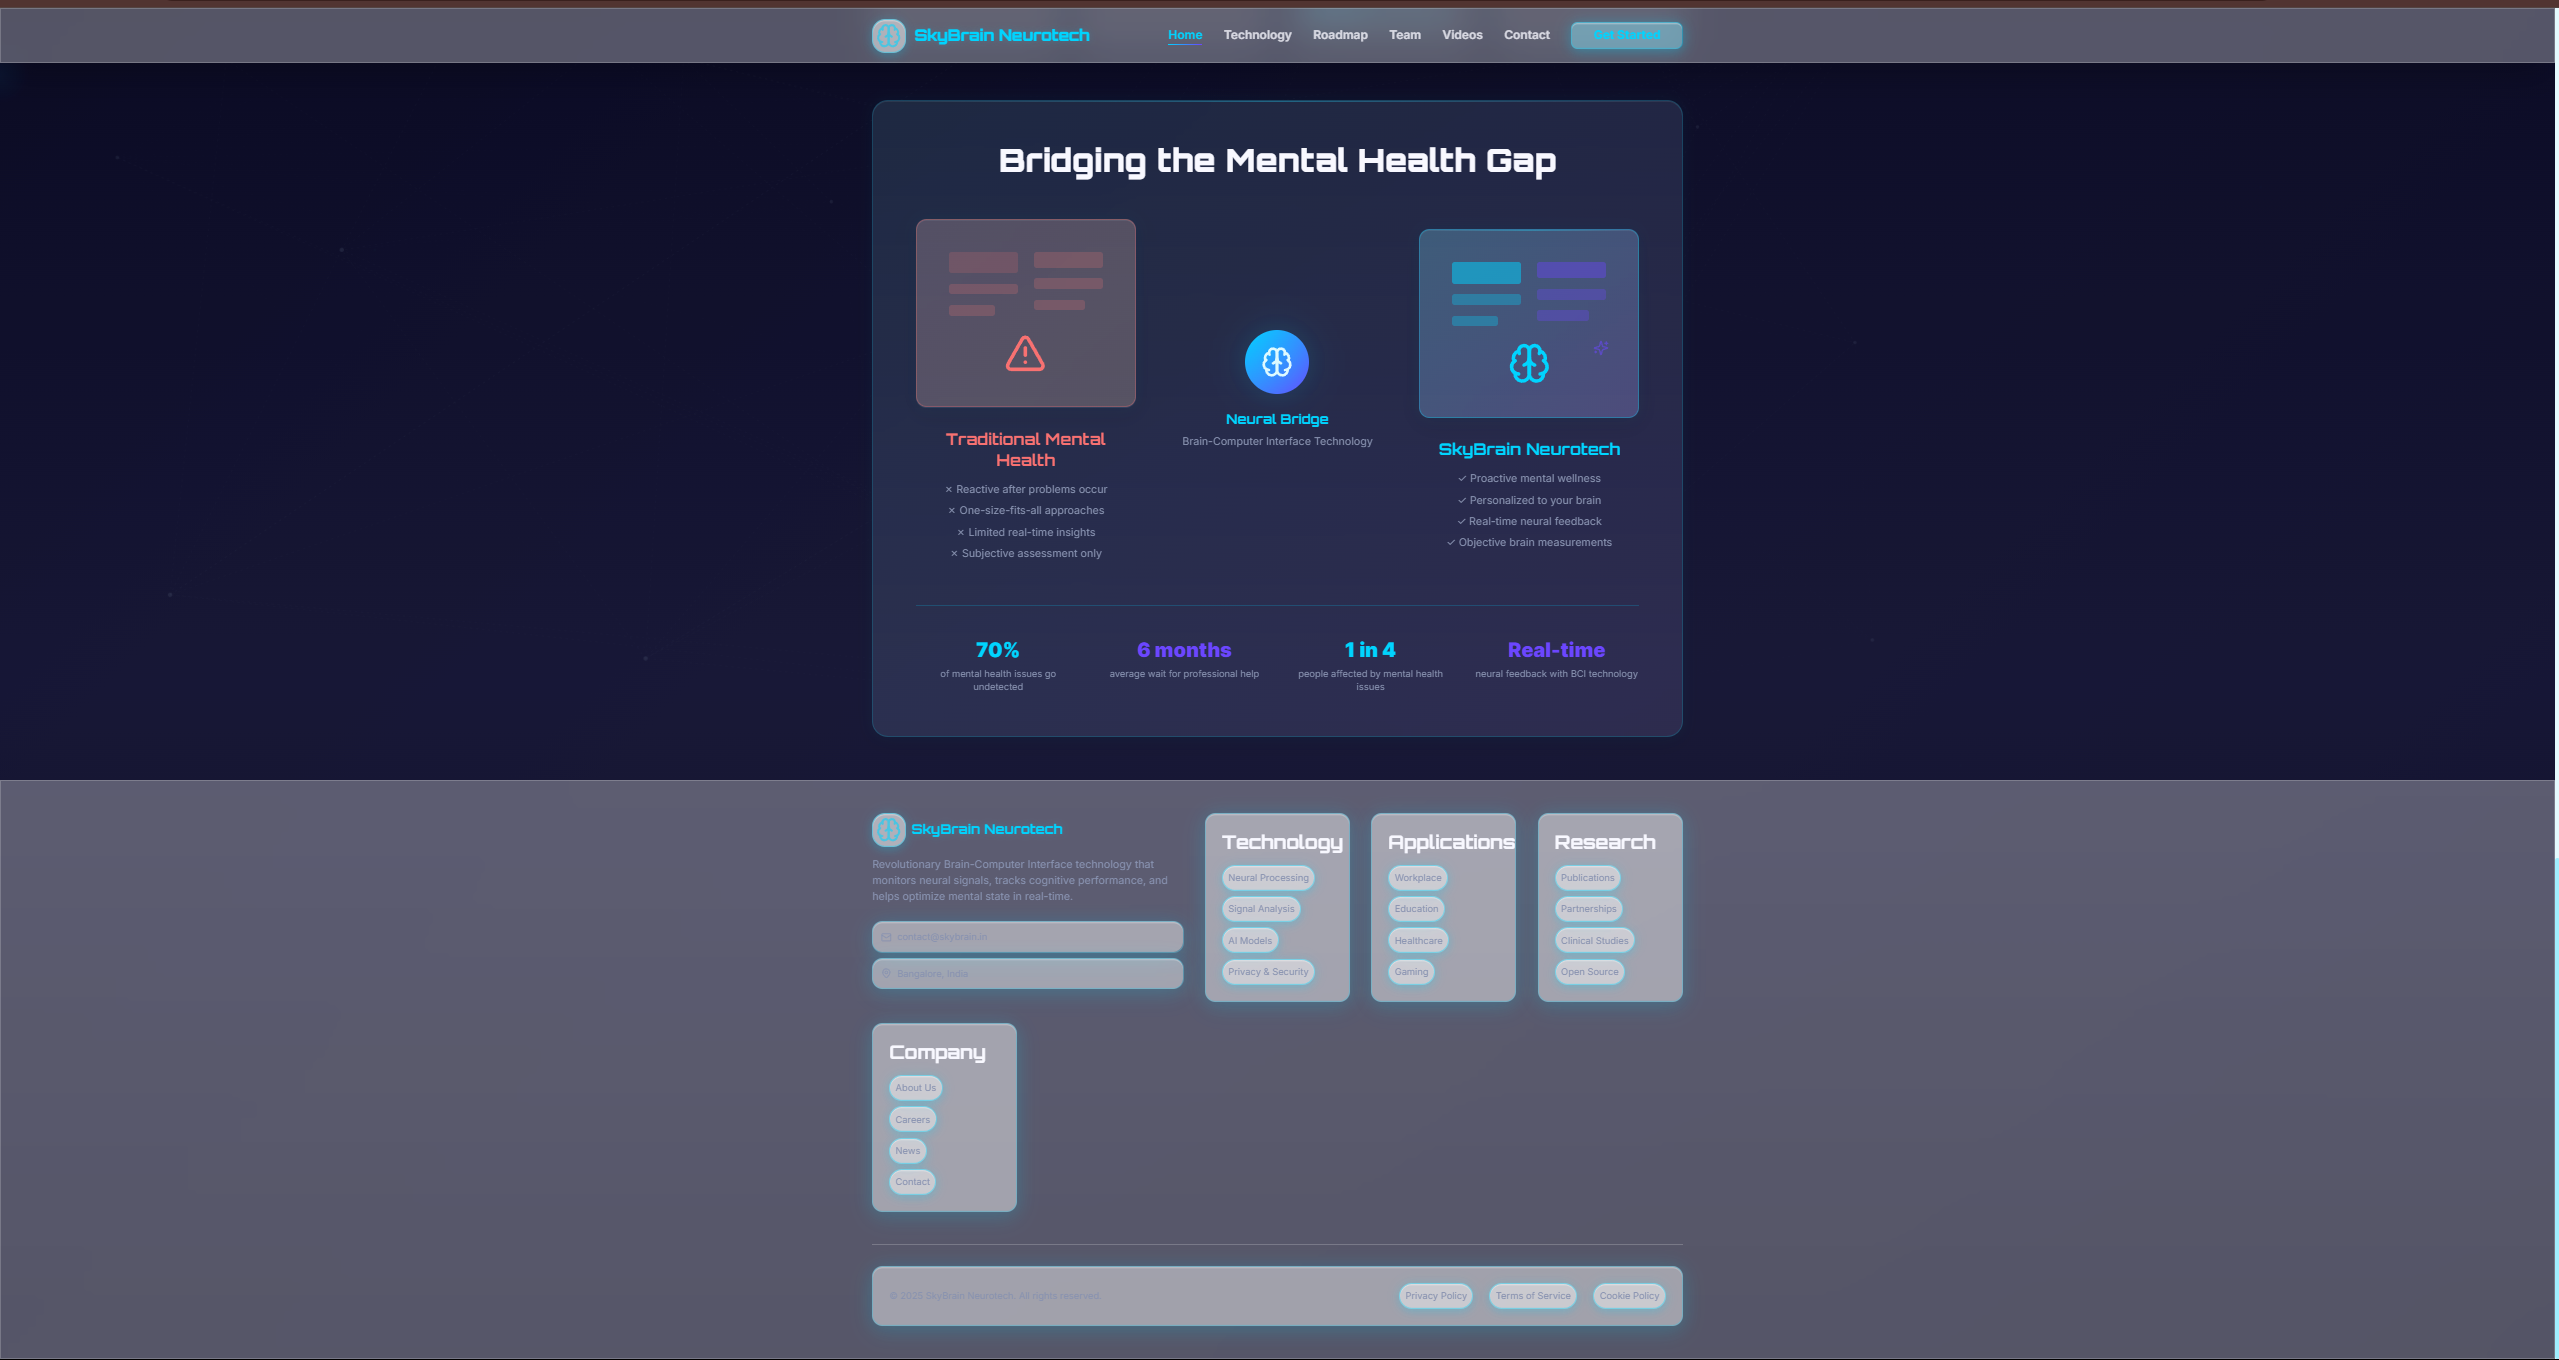 SkyBrain Neurotech
Home
Technology
Roadmap
Team
Videos
Contact
Get Started
Bridging the Mental Health Gap
Traditional Mental
Health
× Reactive after problems occur
× One-size-fits-all approaches
× Limited real-time insights
× Subjective assessment only
Neural Bridge
Brain-Computer Interface Technology
SkyBrain Neurotech
✓ Proactive mental wellness
✓ Personalized to your brain
✓ Real-time neural feedback
✓ Objective brain measurements
70%
of mental health issues go
undetected
6 months
average wait for professional help
1 in 4
people affected by mental health
issues
Real-time
neural feedback with BCI technology
SkyBrain Neurotech
Revolutionary Brain-Computer Interface technology that
monitors neural signals, tracks cognitive performance, and
helps optimize mental state in real-time.
contact@skybrain.in
Bangalore, India
Technology
Neural Processing
Signal Analysis
AI Models
Privacy & Security
Applications
Workplace
Education
Healthcare
Gaming
Research
Publications
Partnerships
Clinical Studies
Open Source
Company
About Us
Careers
News
Contact
© 2025 SkyBrain Neurotech. All rights reserved.
Privacy Policy
Terms of Service
Cookie Policy